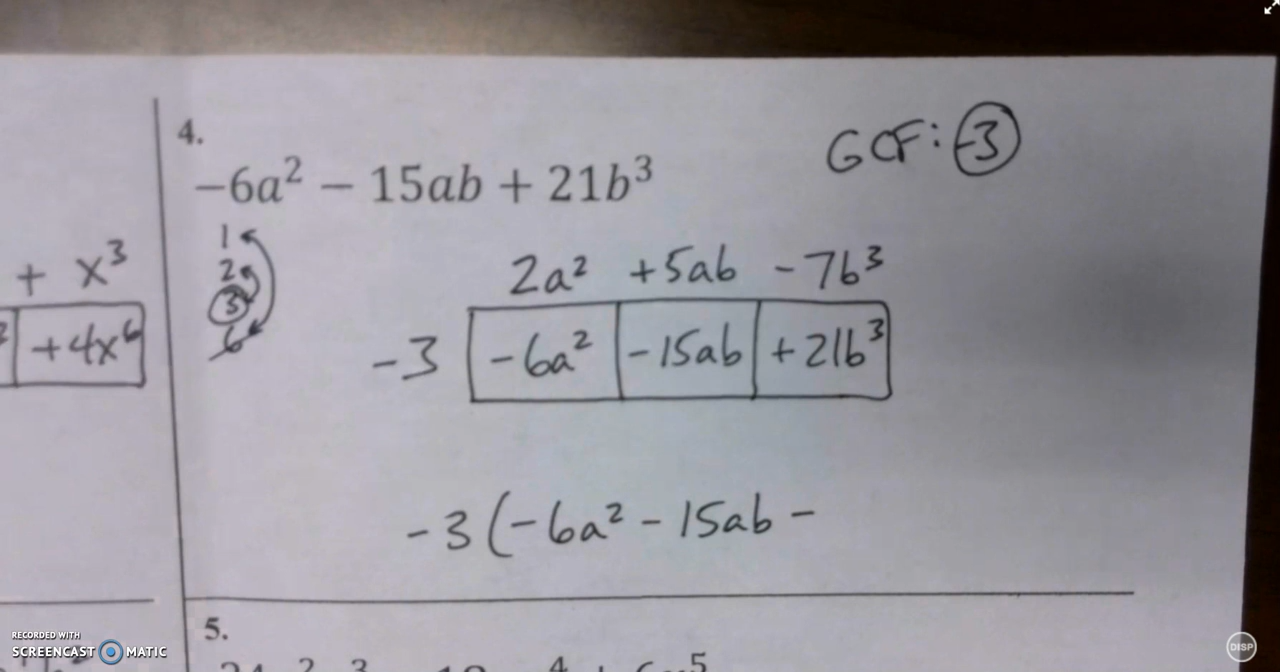 4.
GCF: -3
−6a² − 15ab + 21b³
1
2
3
6
+ x³
+4x⁶
2a² +5ab -7b³
-3 -6a² -15ab +21b³
-3(-6a² -15ab -
5.
RECORDED WITH
SCREENCAST MATIC
DISP